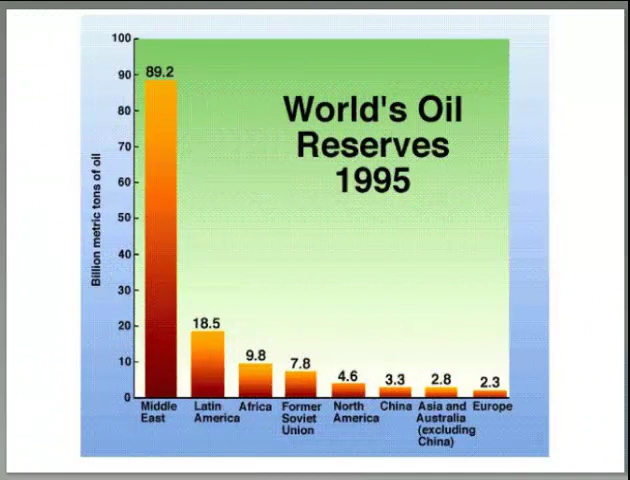 World's Oil
Reserves
1995
Billion metric tons of oil
100
90
80
70
60
50
40
30
20
10
0
89.2
18.5
9.8
7.8
4.6
3.3
2.8
2.3
Middle
East
Latin
America
Africa
Former
Soviet
Union
North
America
China
Asia and
Australia
(excluding
China)
Europe